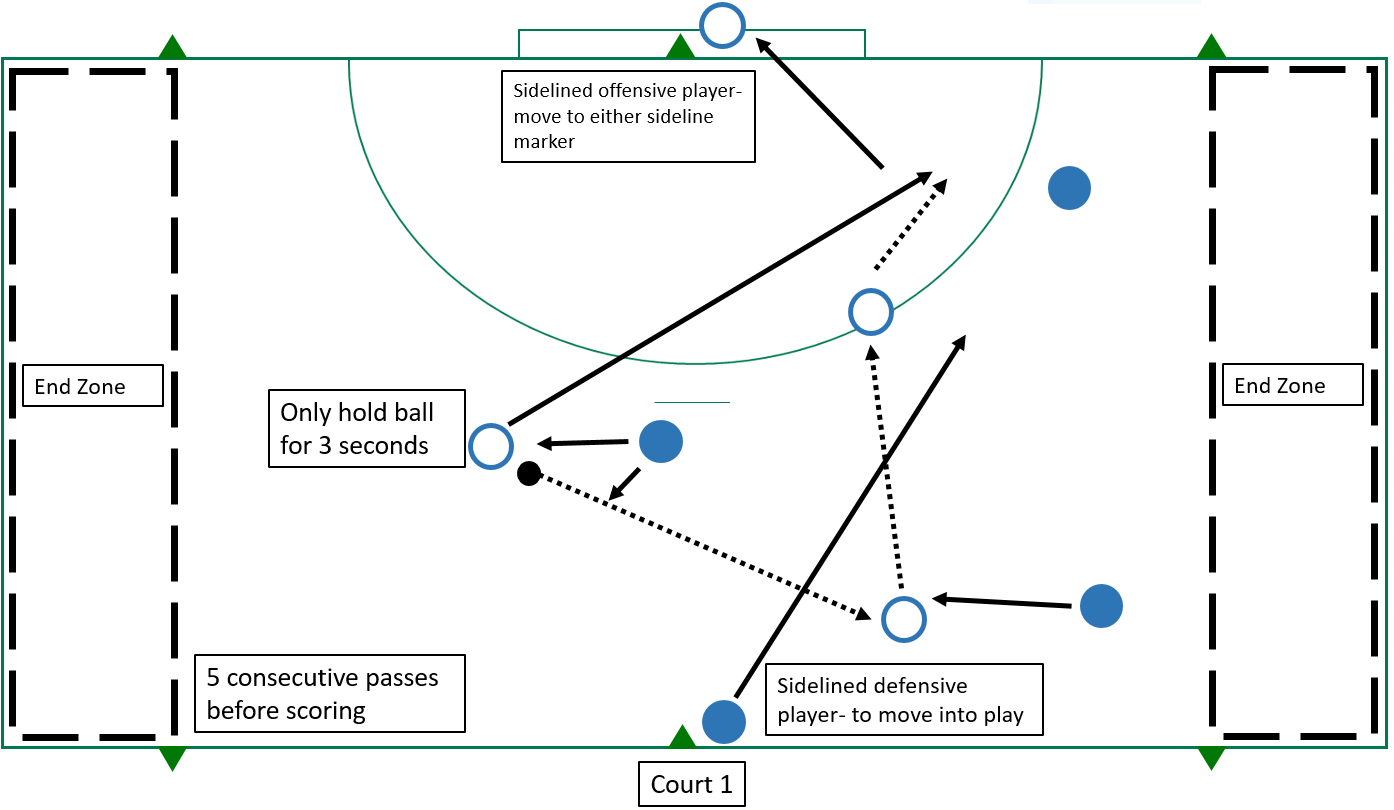 Sidelined offensive player-
move to either sideline
marker
End Zone
End Zone
Only hold ball
for 3 seconds
5 consecutive passes
before scoring
Sidelined defensive
player- to move into play
Court 1